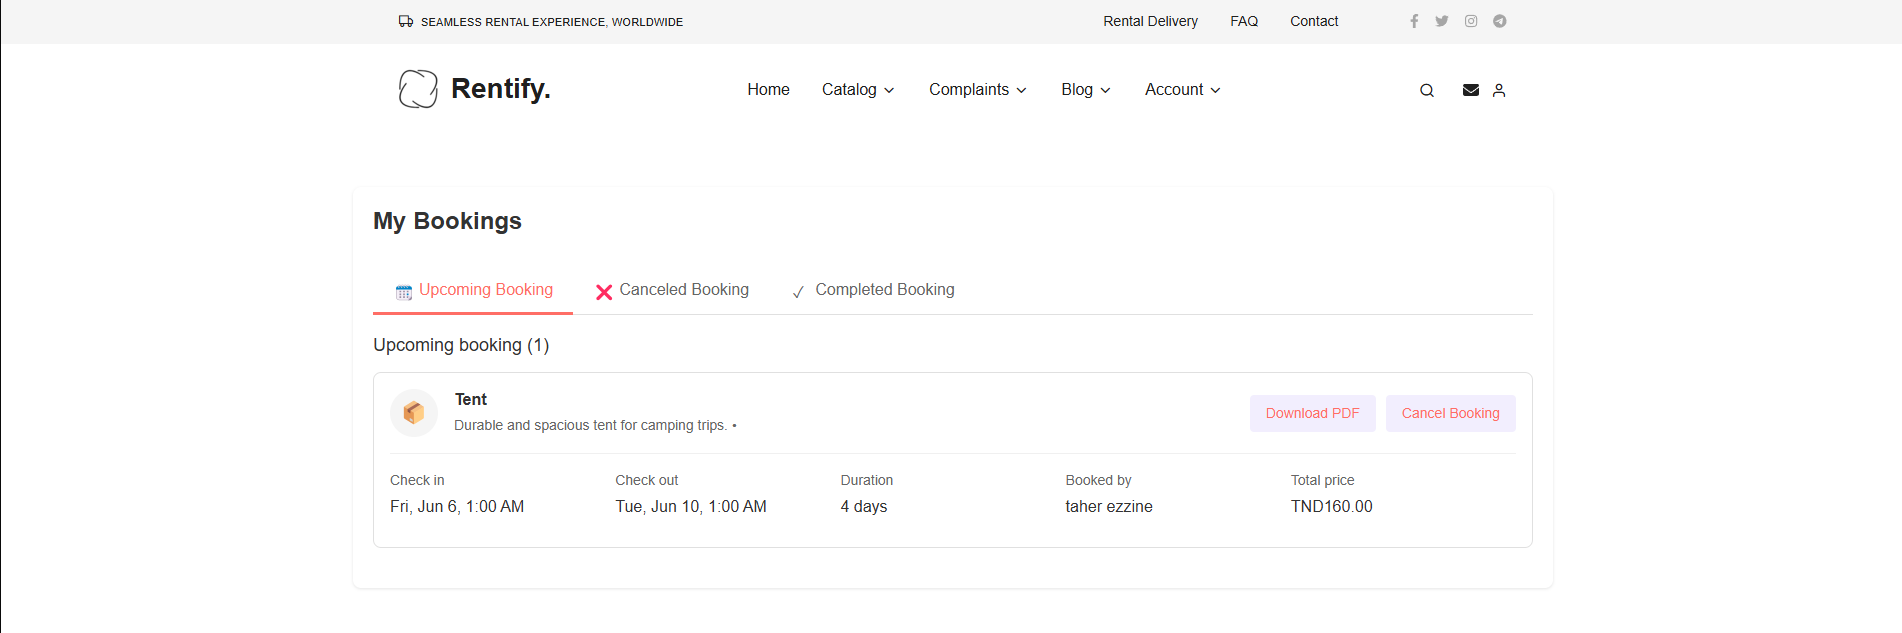 SEAMLESS RENTAL EXPERIENCE, WORLDWIDE
Rental Delivery FAQ Contact
Rentify.
Home Catalog Complaints Blog Account
My Bookings
Upcoming Booking Canceled Booking Completed Booking
Upcoming booking (1)
Tent
Durable and spacious tent for camping trips. •
Download PDF Cancel Booking
Check in Check out Duration Booked by Total price
Fri, Jun 6, 1:00 AM Tue, Jun 10, 1:00 AM 4 days taher ezzine TND160.00